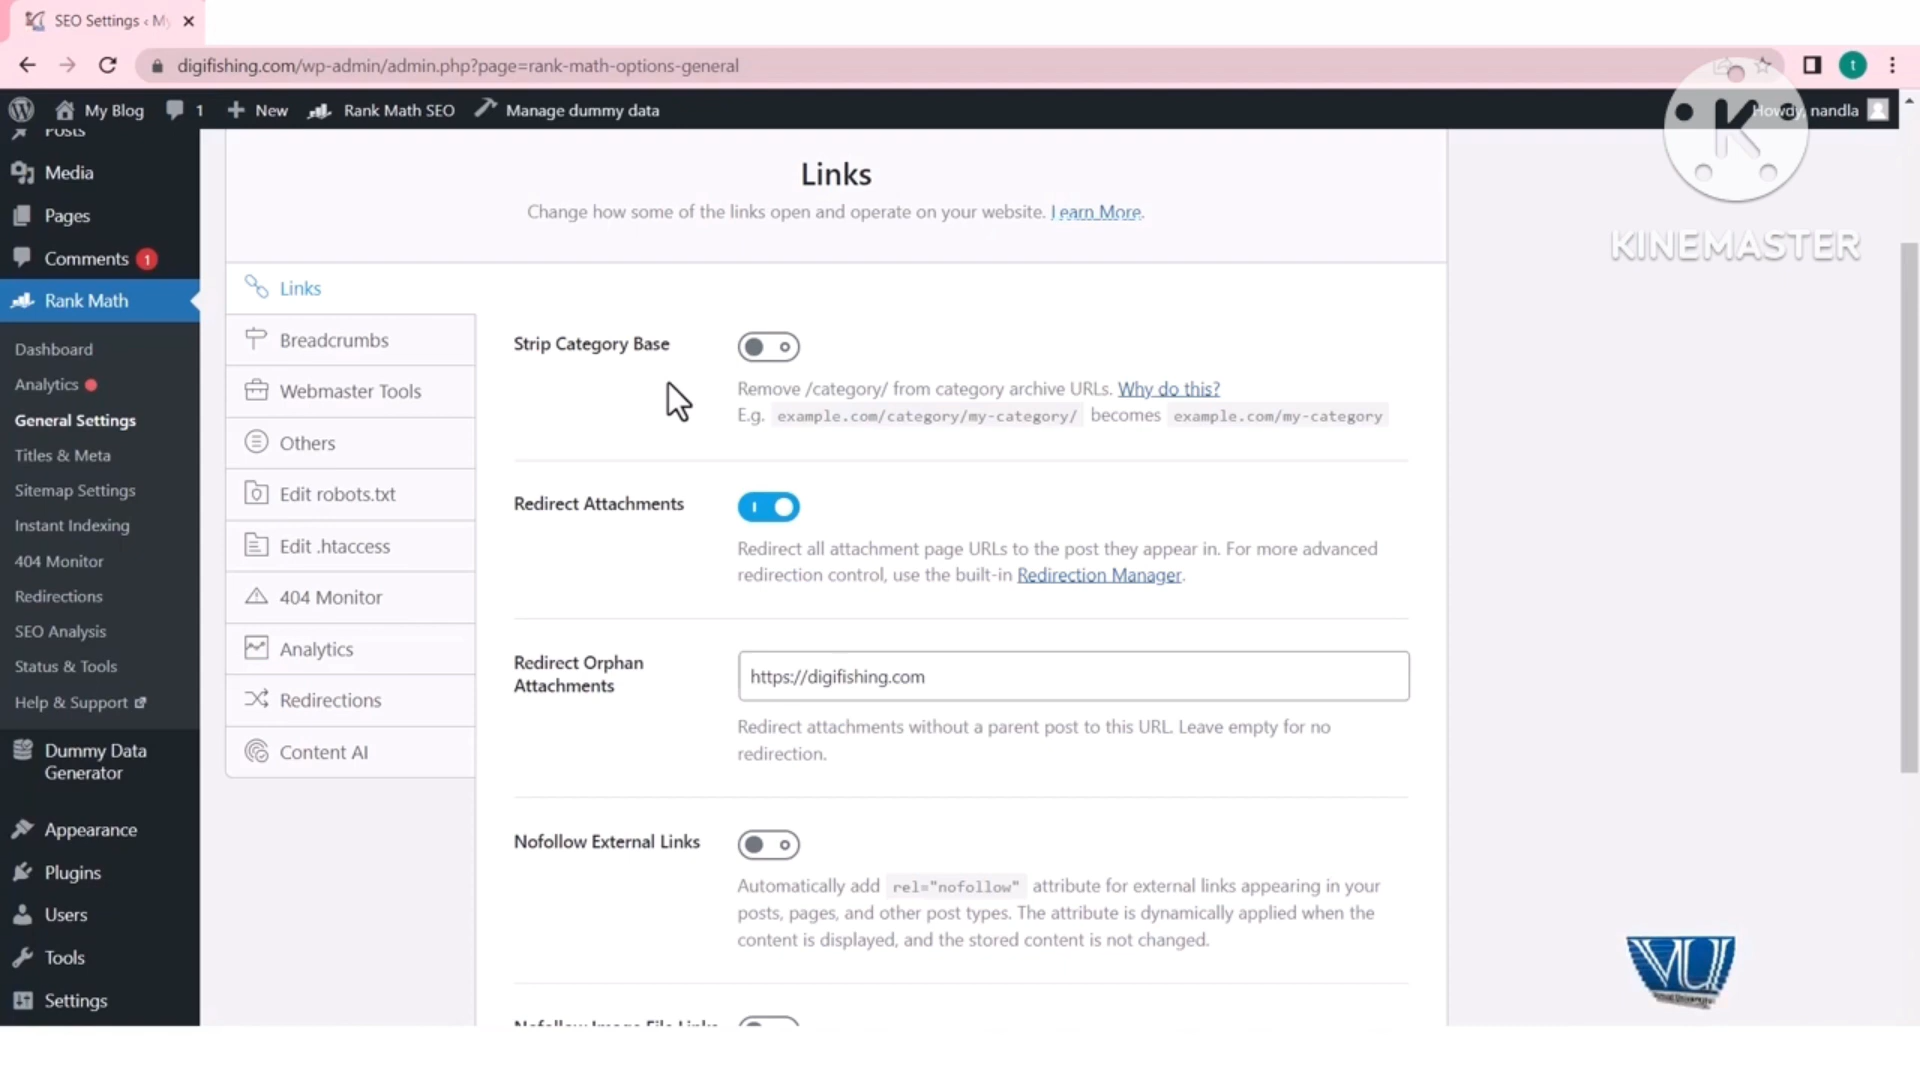 SEO Settings ‹ My
digifishing.com/wp-admin/admin.php?page=rank-math-options-general
t
My Blog 1 New Rank Math SEO Manage dummy data
Howdy, nandla
K
KINEMASTER
Posts
Media
Pages
Comments 1
Rank Math
Dashboard
Analytics
General Settings
Titles & Meta
Sitemap Settings
Instant Indexing
404 Monitor
Redirections
SEO Analysis
Status & Tools
Help & Support
Dummy Data
Generator
Appearance
Plugins
Users
Tools
Settings
Links
Change how some of the links open and operate on your website. Learn More.
Links
Breadcrumbs
Webmaster Tools
Others
Edit robots.txt
Edit .htaccess
404 Monitor
Analytics
Redirections
Content AI
Strip Category Base
Remove /category/ from category archive URLs. Why do this?
E.g. example.com/category/my-category/ becomes example.com/my-category
Redirect Attachments
Redirect all attachment page URLs to the post they appear in. For more advanced
redirection control, use the built-in Redirection Manager.
Redirect Orphan
Attachments
https://digifishing.com
Redirect attachments without a parent post to this URL. Leave empty for no
redirection.
Nofollow External Links
Automatically add rel="nofollow" attribute for external links appearing in your
posts, pages, and other post types. The attribute is dynamically applied when the
content is displayed, and the stored content is not changed.
Nofollow Image File Links
VU